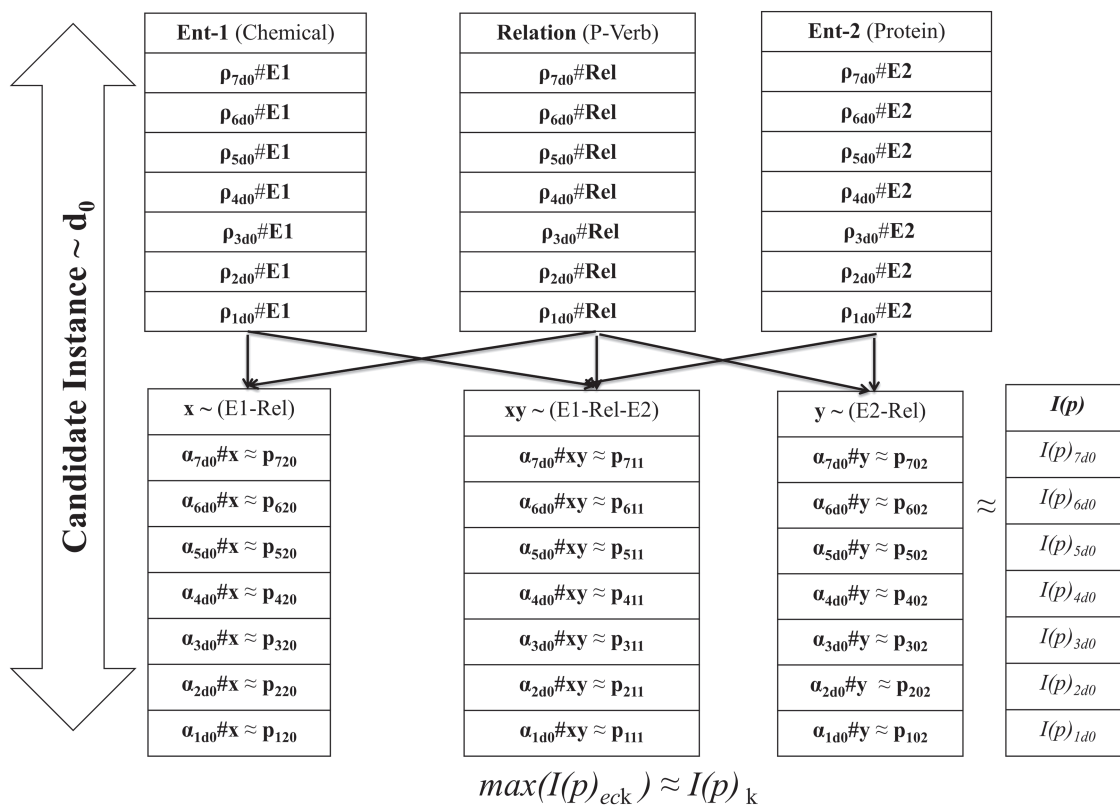 Candidate Instance ~ d₀
Ent-1 (Chemical)
ρ₇d0#E1
ρ₆d0#E1
ρ₅d0#E1
ρ₄d0#E1
ρ₃d0#E1
ρ₂d0#E1
ρ₁d0#E1
Relation (P-Verb)
ρ₇d0#Rel
ρ₆d0#Rel
ρ₅d0#Rel
ρ₄d0#Rel
ρ₃d0#Rel
ρ₂d0#Rel
ρ₁d0#Rel
Ent-2 (Protein)
ρ₇d0#E2
ρ₆d0#E2
ρ₅d0#E2
ρ₄d0#E2
ρ₃d0#E2
ρ₂d0#E2
ρ₁d0#E2
x ~ (E1-Rel)
α₇d0#x ≈ p₇₂₀
α₆d0#x ≈ p₆₂₀
α₅d0#x ≈ p₅₂₀
α₄d0#x ≈ p₄₂₀
α₃d0#x ≈ p₃₂₀
α₂d0#x ≈ p₂₂₀
α₁d0#x ≈ p₁₂₀
xy ~ (E1-Rel-E2)
α₇d0#xy ≈ p₇₁₁
α₆d0#xy ≈ p₆₁₁
α₅d0#xy ≈ p₅₁₁
α₄d0#xy ≈ p₄₁₁
α₃d0#xy ≈ p₃₁₁
α₂d0#xy ≈ p₂₁₁
α₁d0#xy ≈ p₁₁₁
y ~ (E2-Rel)
α₇d0#y ≈ p₇₀₂
α₆d0#y ≈ p₆₀₂
α₅d0#y ≈ p₅₀₂
α₄d0#y ≈ p₄₀₂
α₃d0#y ≈ p₃₀₂
α₂d0#y ≈ p₂₀₂
α₁d0#y ≈ p₁₀₂
≈
I(p)
I(p)₇d0
I(p)₆d0
I(p)₅d0
I(p)₄d0
I(p)₃d0
I(p)₂d0
I(p)₁d0
max(I(p)eck ) ≈ I(p) k